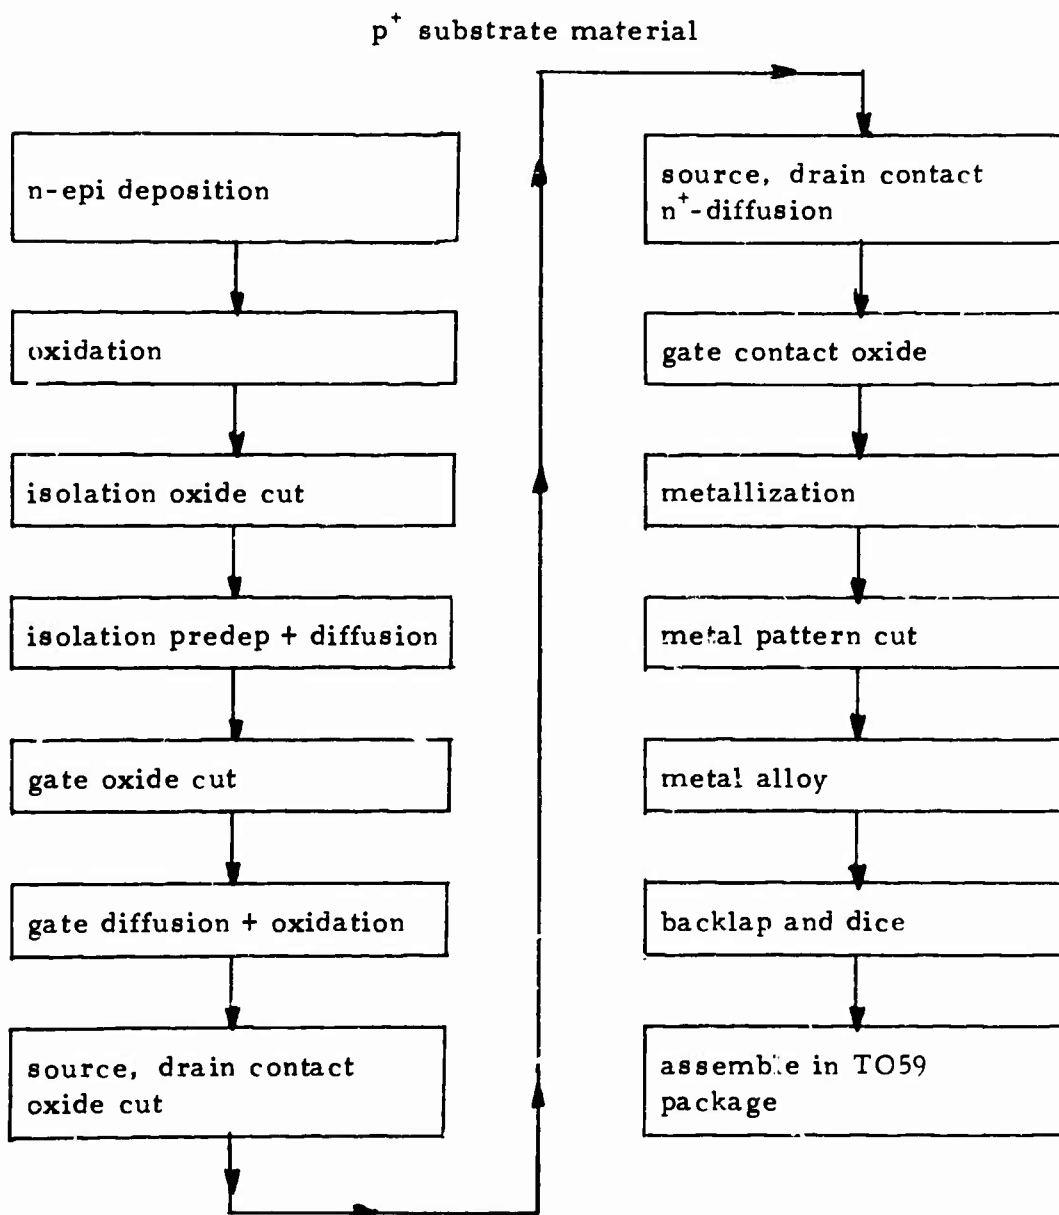 p+ substrate material
n-epi deposition
oxidation
isolation oxide cut
isolation predep + diffusion
gate oxide cut
gate diffusion + oxidation
source, drain contact
oxide cut
source, drain contact
n+-diffusion
gate contact oxide
metallization
metal pattern cut
metal alloy
backlap and dice
assemble in TO59
package